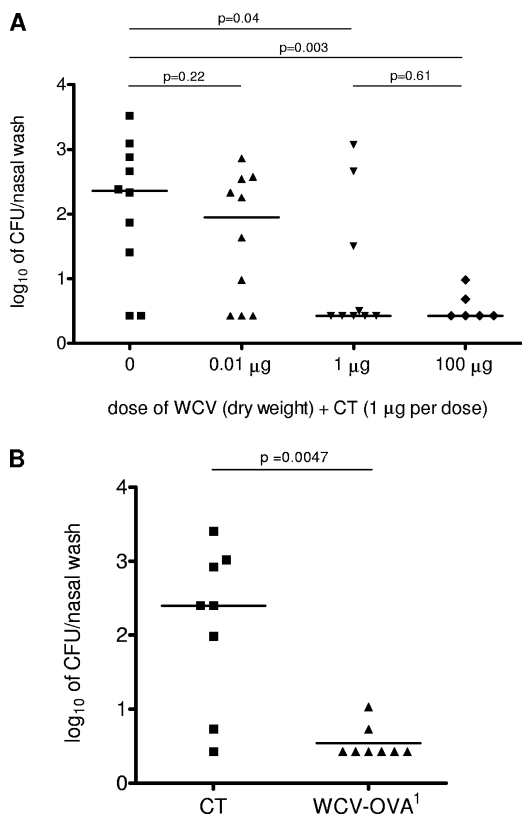 A
p=0.04
p=0.003
p=0.22 p=0.61
4
3
2
1
0
log10 of CFU/nasal wash
0 0.01 µg 1 µg 100 µg
dose of WCV (dry weight) + CT (1 µg per dose)
B
p =0.0047
4
3
2
1
0
log10 of CFU/nasal wash
CT WCV-OVA1